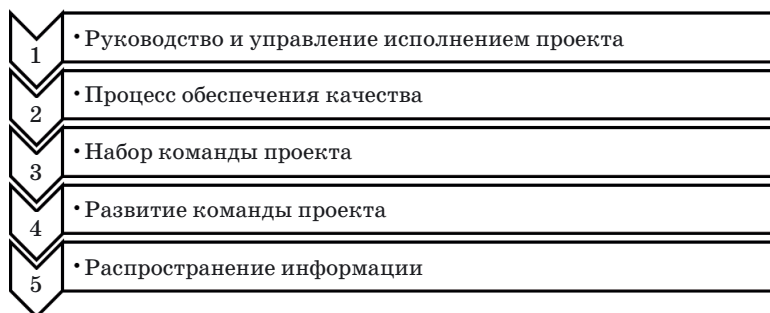 1
• Руководство и управление исполнением проекта
2
• Процесс обеспечения качества
3
• Набор команды проекта
4
• Развитие команды проекта
5
• Распространение информации